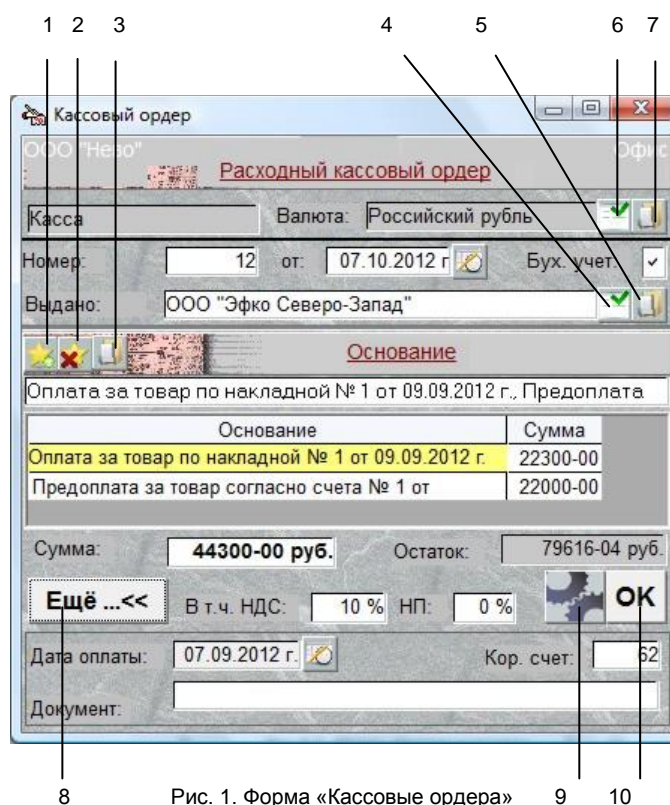 1 2 3 4 5 6 7
Кассовый ордер
ООО "Нево" Офис
Расходный кассовый ордер
Касса Валюта: Российский рубль
Номер: 12 от: 07.10.2012 г Бух. учет:
Выдано: ООО "Эфко Северо-Запад"
Основание
Оплата за товар по накладной № 1 от 09.09.2012 г., Предоплата
Основание Сумма
Оплата за товар по накладной № 1 от 09.09.2012 г. 22300-00
Предоплата за товар согласно счета № 1 от 22000-00
Сумма: 44300-00 руб. Остаток: 79616-04 руб.
Ещё ...<< В т.ч. НДС: 10 % НП: 0 % OK
Дата оплаты: 07.09.2012 г. Кор. счет: 62
Документ:
8 Рис. 1. Форма «Кассовые ордера» 9 10